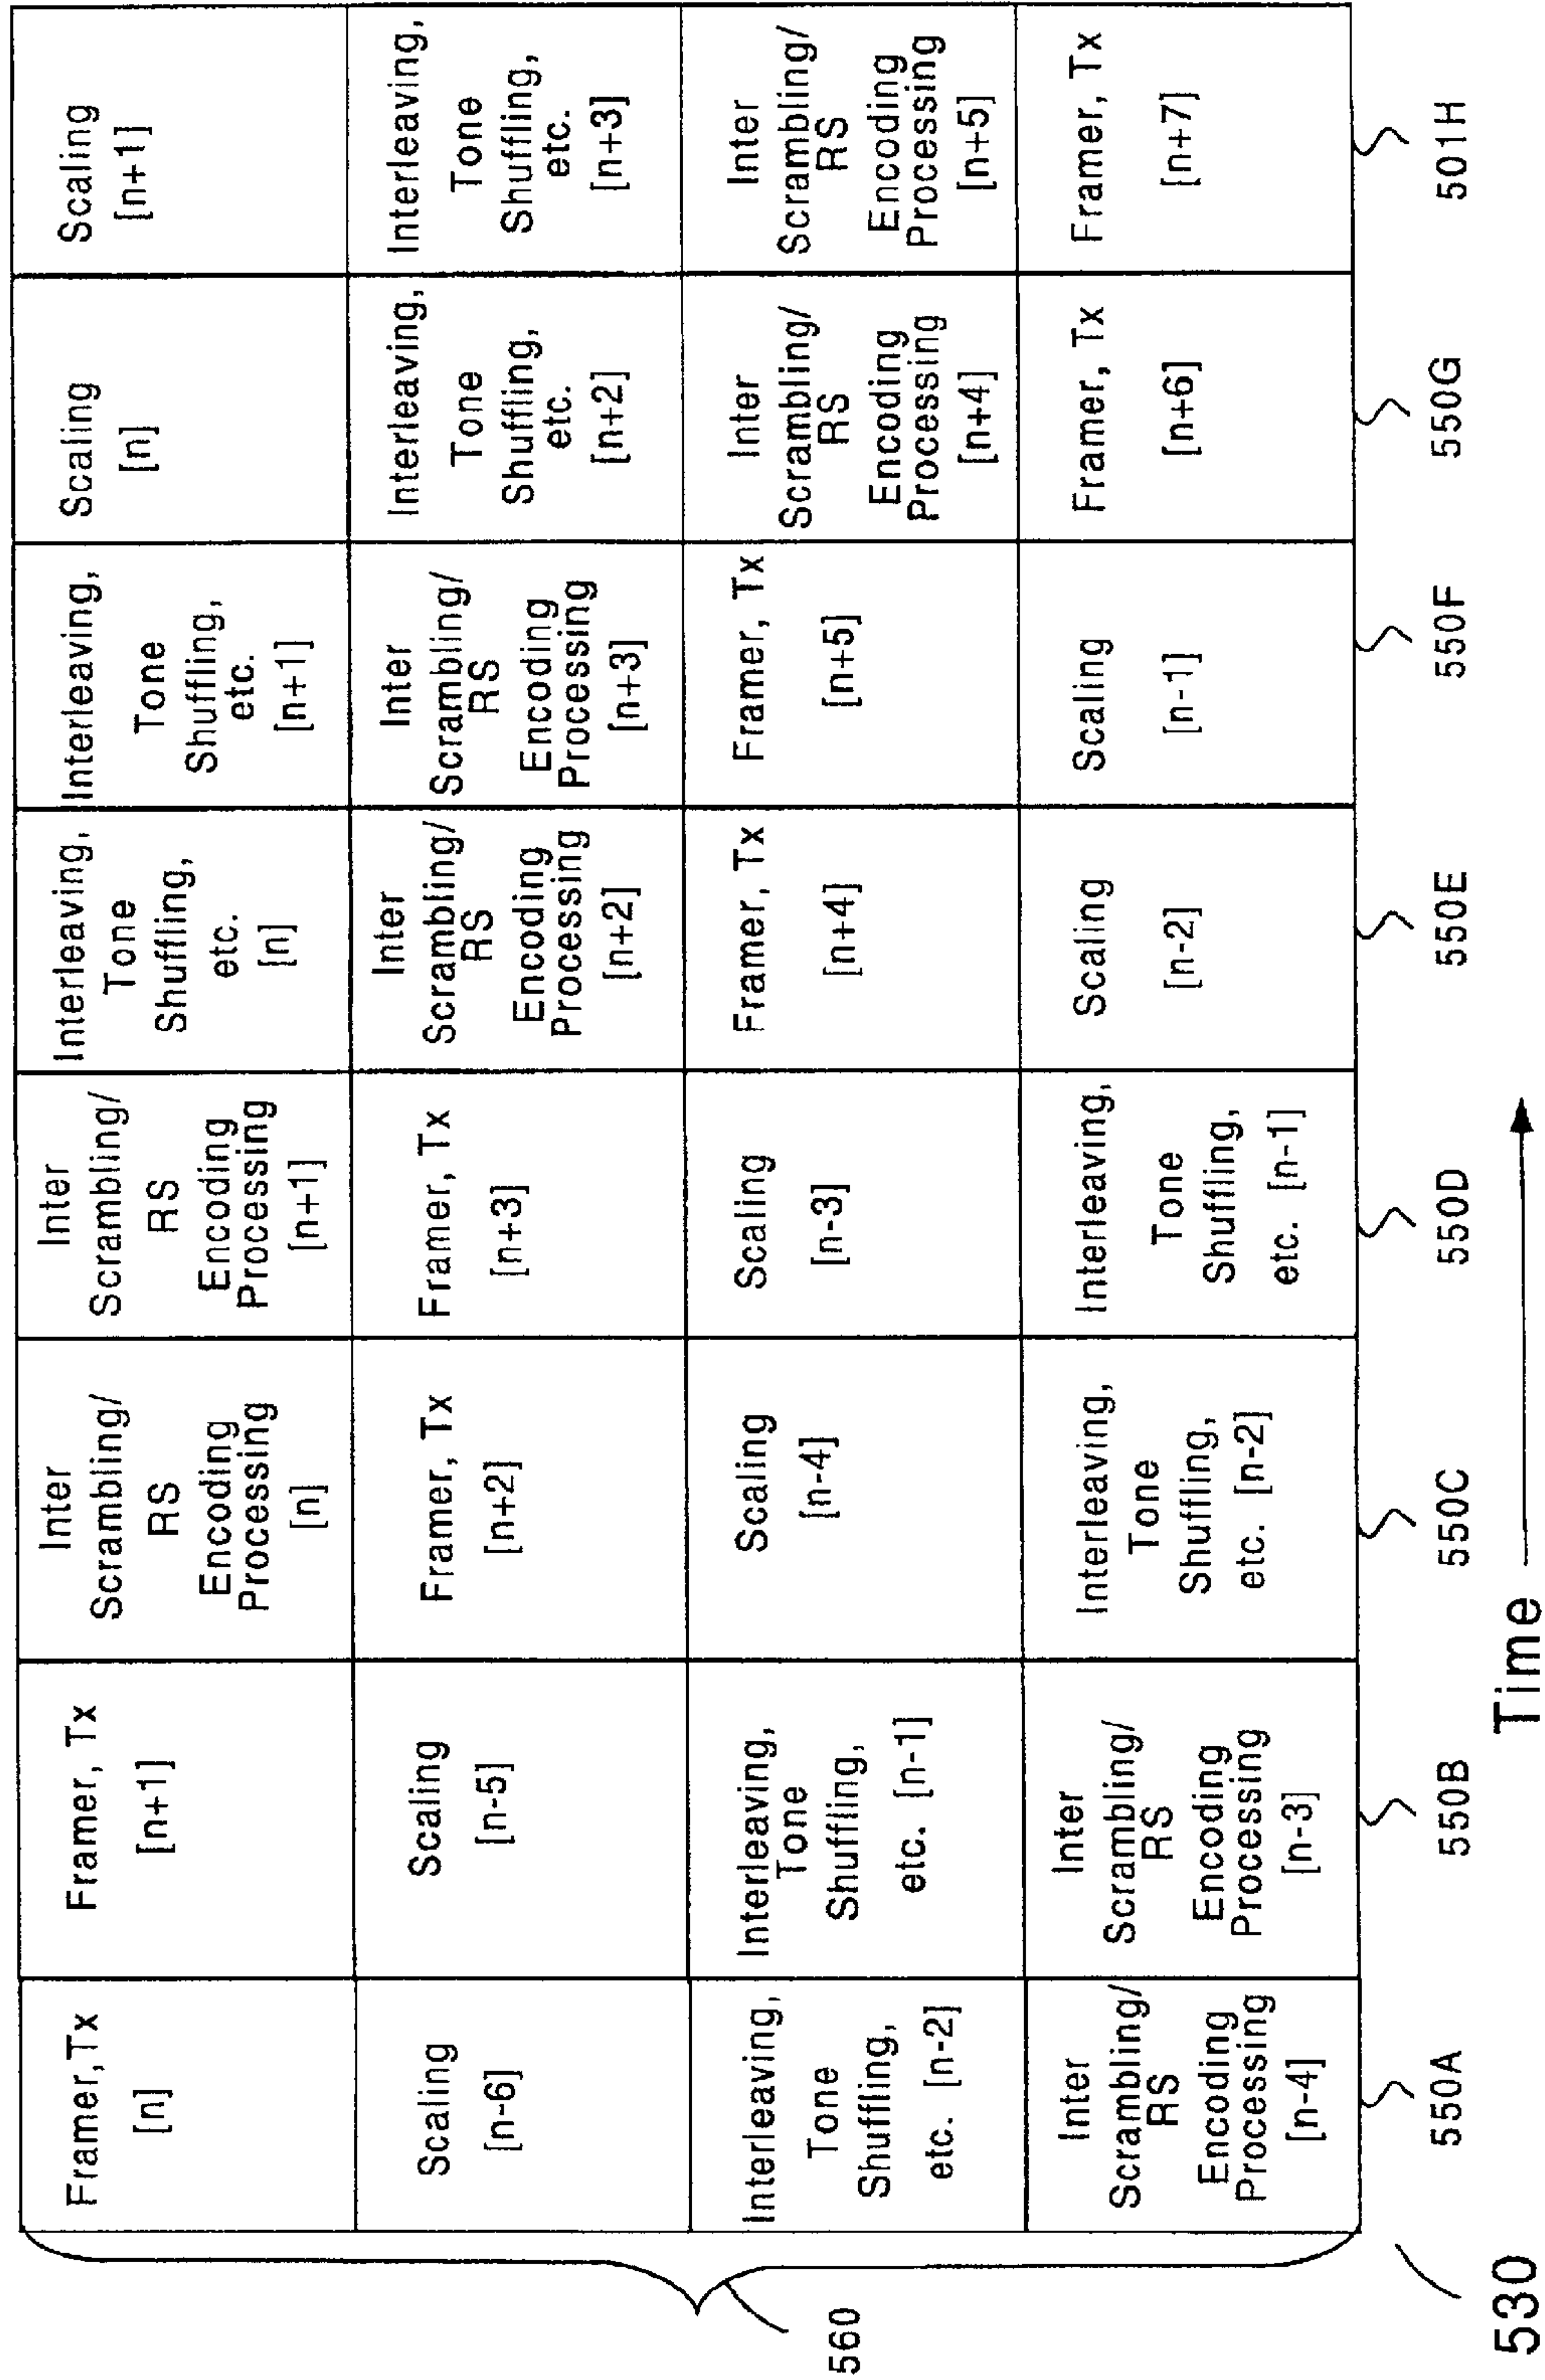 Framer,Tx
[n]
Framer, Tx
[n+1]
Inter
Scrambling/
RS
Encoding
Processing
[n]
Inter
Scrambling/
RS
Encoding
Processing
[n+1]
Interleaving,
Tone
Shuffling,
etc.
[n]
Interleaving,
Tone
Shuffling,
etc.
[n+1]
Scaling
[n]
Scaling
[n+1]
Scaling
[n-6]
Scaling
[n-5]
Framer, Tx
[n+2]
Framer, Tx
[n+3]
Inter
Scrambling/
RS
Encoding
Processing
[n+2]
Inter
Scrambling/
RS
Encoding
Processing
[n+3]
Interleaving,
Tone
Shuffling,
etc.
[n+2]
Interleaving,
Tone
Shuffling,
etc.
[n+3]
560
Interleaving,
Tone
Shuffling,
etc. [n-2]
Interleaving,
Tone
Shuffling,
etc. [n-1]
Scaling
[n-4]
Scaling
[n-3]
Framer, Tx
[n+4]
Framer, Tx
[n+5]
Inter
Scrambling/
RS
Encoding
Processing
[n+4]
Inter
Scrambling/
RS
Encoding
Processing
[n+5]
Inter
Scrambling/
RS
Encoding
Processing
[n-4]
Inter
Scrambling/
RS
Encoding
Processing
[n-3]
Interleaving,
Tone
Shuffling,
etc. [n-2]
Interleaving,
Tone
Shuffling,
etc. [n-1]
Scaling
[n-2]
Scaling
[n-1]
Framer, Tx
[n+6]
Framer, Tx
[n+7]
550A
550B
550C
550D
550E
550F
550G
501H
530
Time